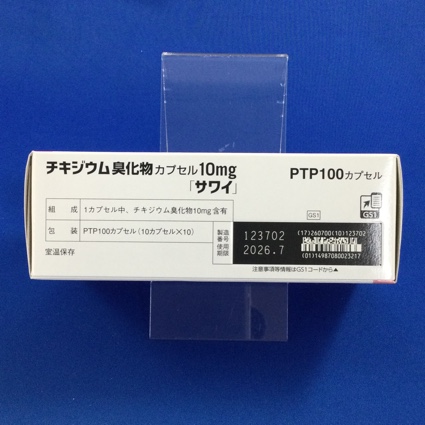 チキジウム臭化物カプセル10mg
「サワイ」
PTP100カプセル
GS1
GS1
組 成 1カプセル中、チキジウム臭化物10mg含有
包 装 PTP100カプセル(10カプセル×10)
室温保存
製造番号 123702
使用期限 2026.7
(17)260700(10)123702
(01)14987080023217
注意事項等情報はGS1コードから▲